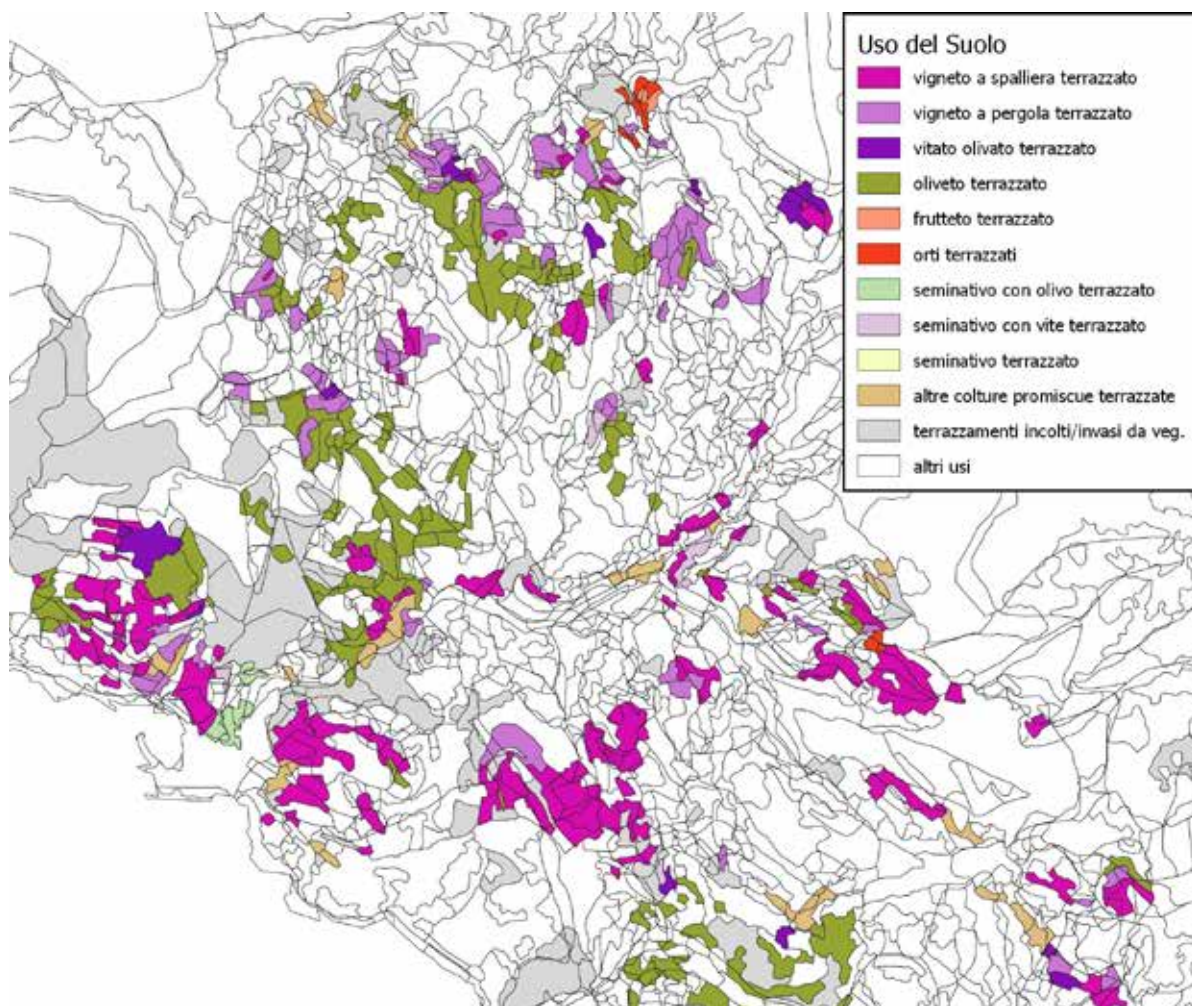 Uso del Suolo
vigneto a spalliera terrazzato
vigneto a pergola terrazzato
vitato olivato terrazzato
oliveto terrazzato
frutteto terrazzato
orti terrazzati
seminativo con olivo terrazzato
seminativo con vite terrazzato
seminativo terrazzato
altre colture promiscue terrazzate
terrazzamenti incolti/invasi da veg.
altri usi